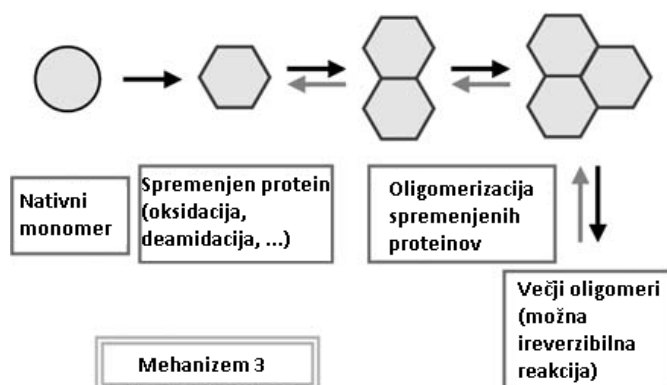 Nativni
monomer
Spremenjen protein
(oksidacija,
deamidacija, ...)
Oligomerizacija
spremenjenih
proteinov
Večji oligomeri
(možna
ireverzibilna
reakcija)
Mehanizem 3